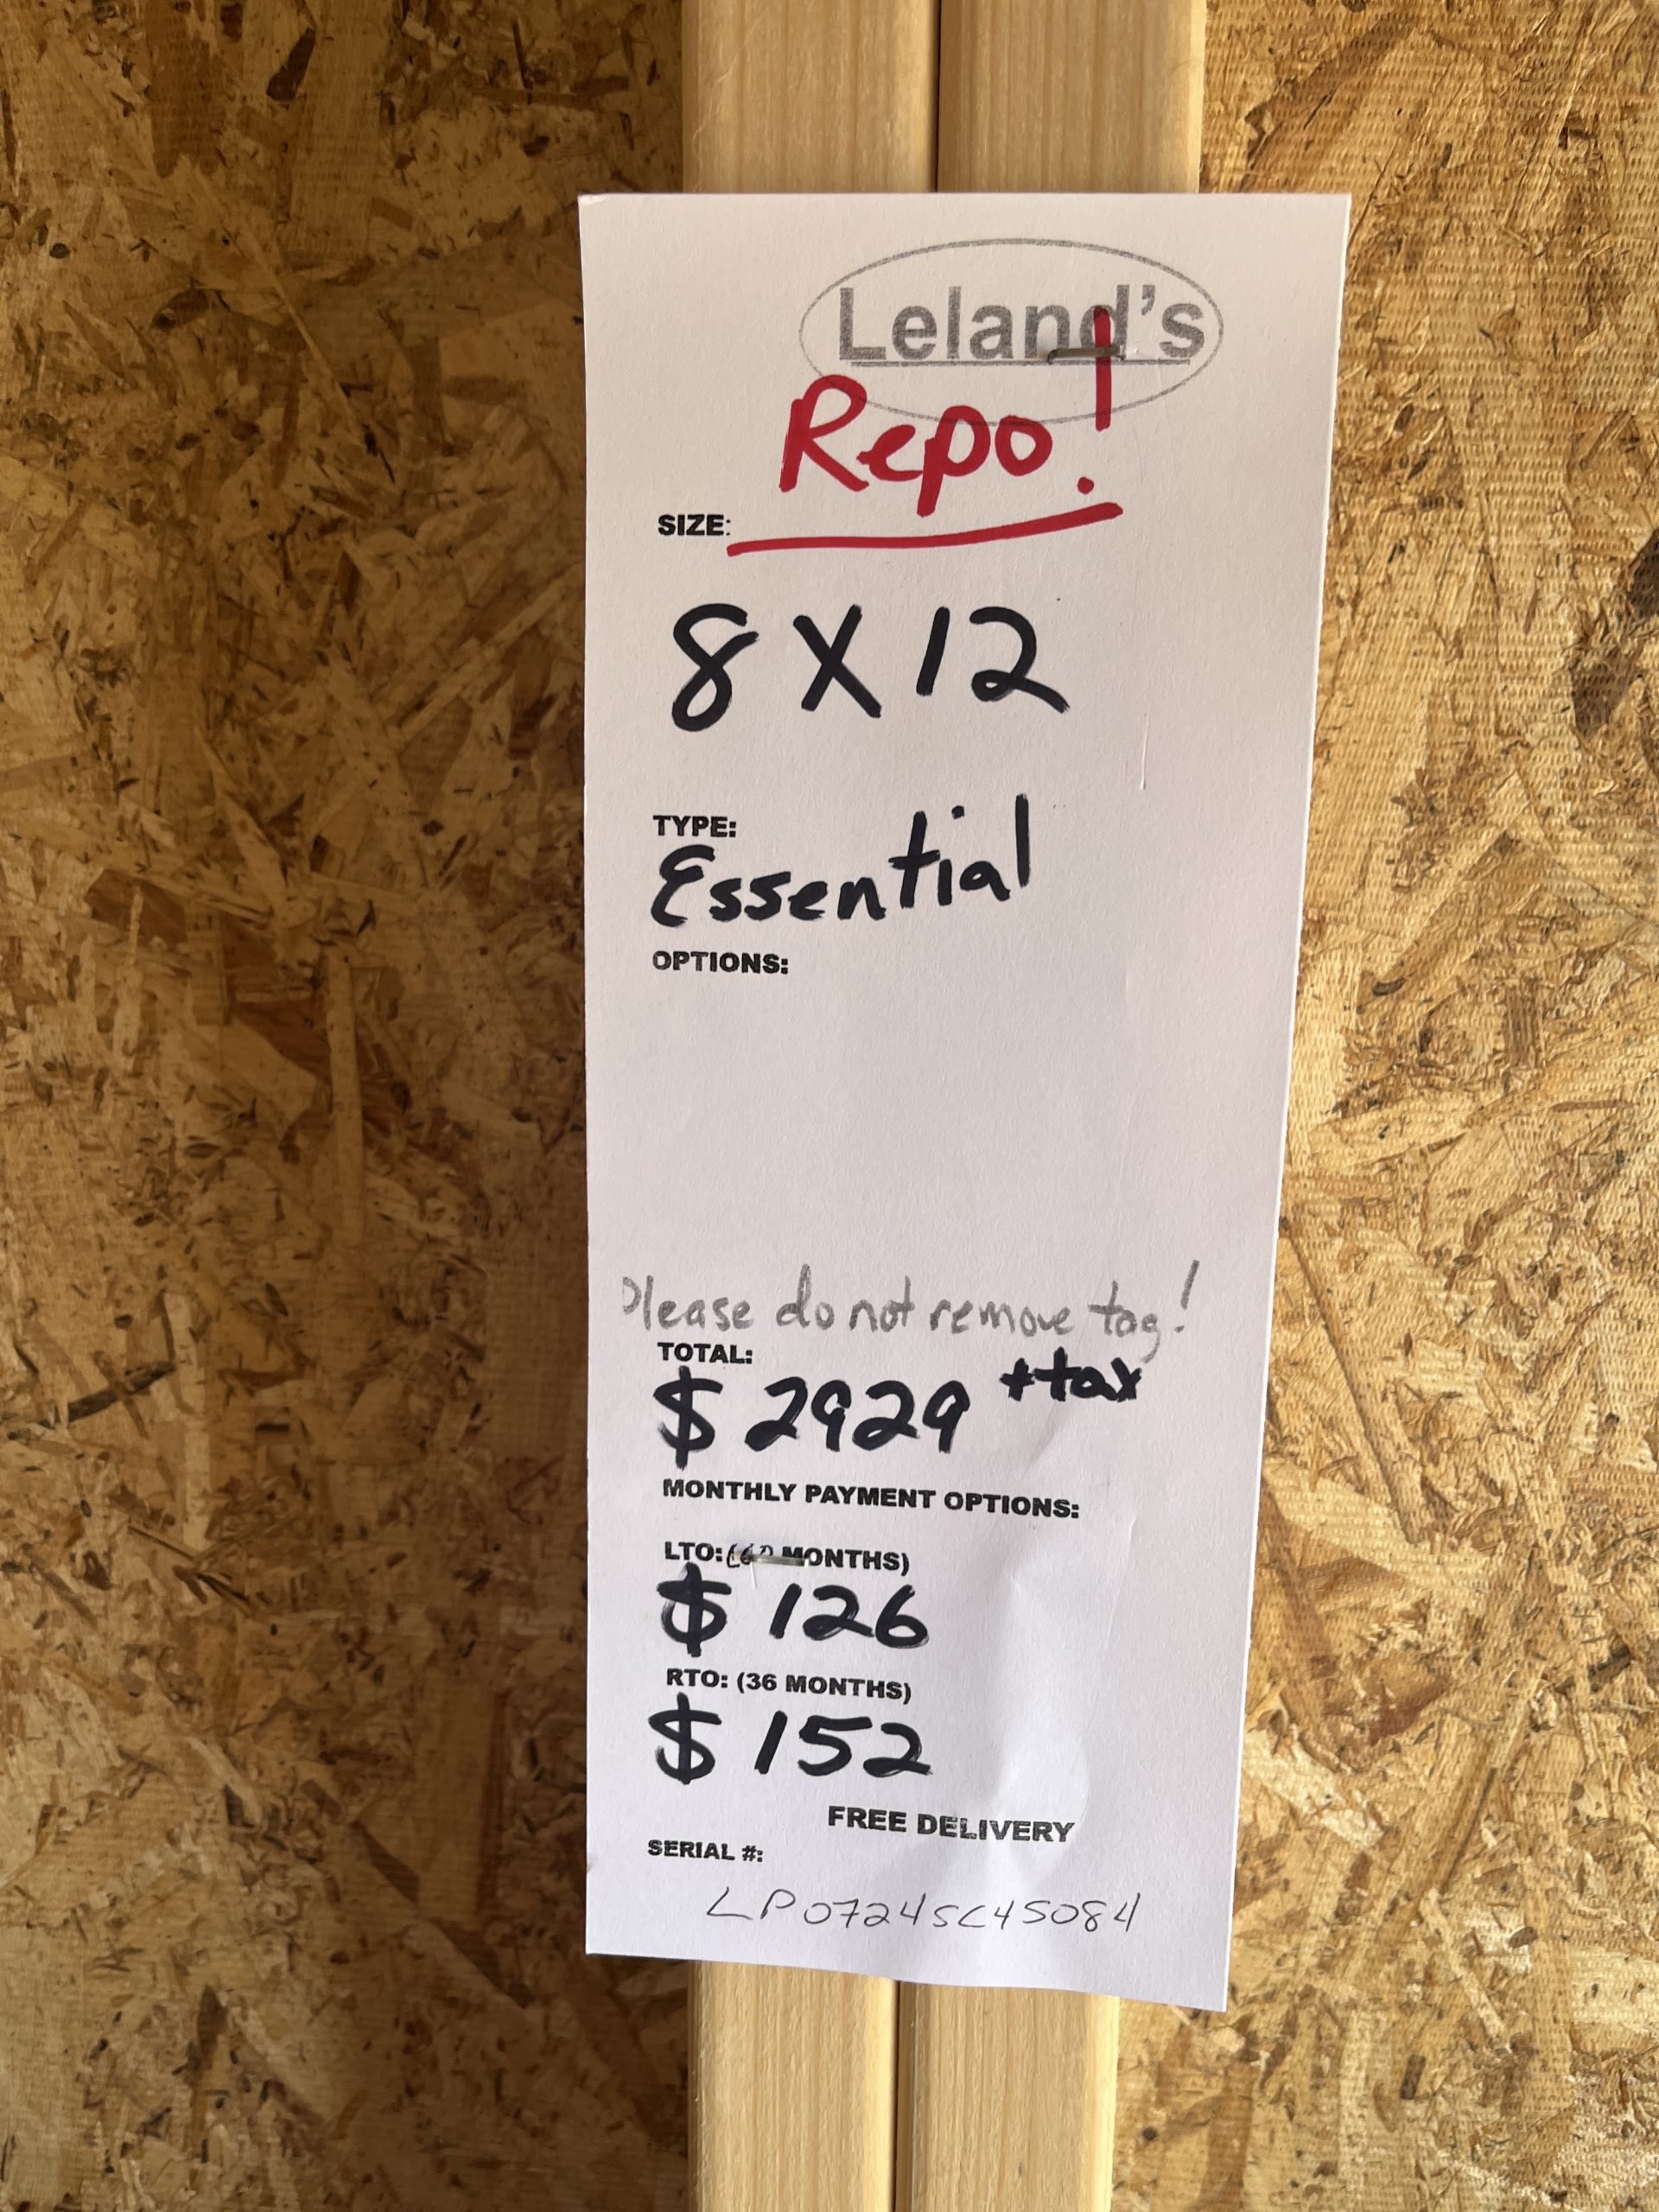 Leland's
Repo!
SIZE:
8 X 12
TYPE:
Essential
OPTIONS:
Please do not remove tag!
TOTAL:
$ 2929 +tax
MONTHLY PAYMENT OPTIONS:
LTO: MONTHS)
$ 126
RTO: (36 MONTHS)
$ 152
FREE DELIVERY
SERIAL #:
LP0724SC4S084